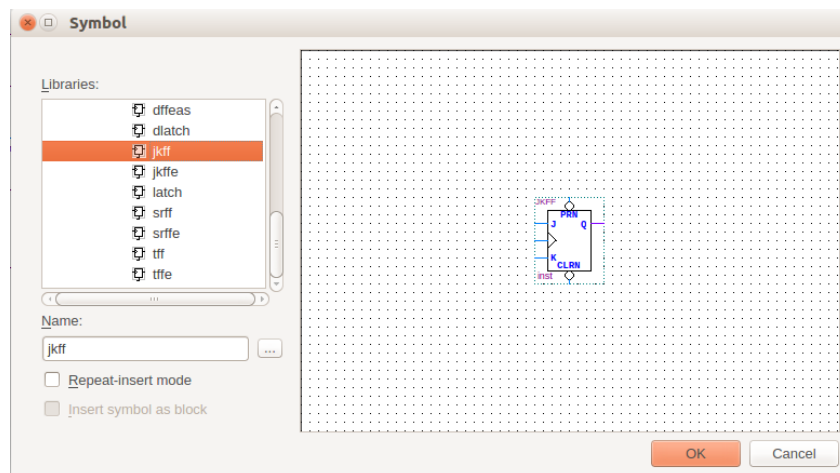 Symbol
Libraries:
dffeas
dlatch
jkff
jkffe
latch
srff
srffe
tff
tffe
Name:
jkff
...
Repeat-insert mode
Insert symbol as block
JKFF
PRN
J Q
K
CLRN
inst
OK Cancel